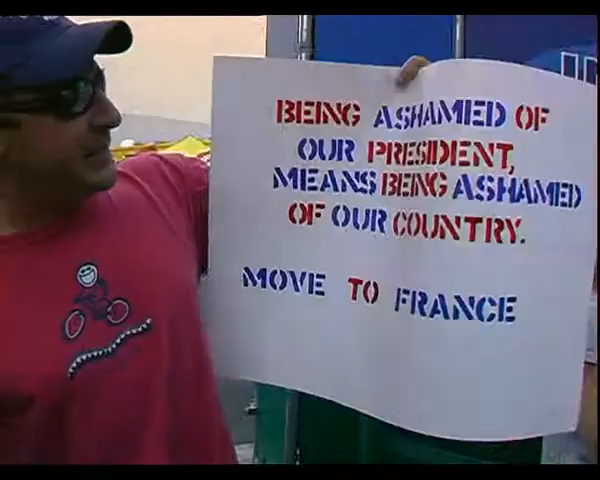 BEING ASHAMED OF
OUR PRESIDENT,
MEANS BEING ASHAMED
OF OUR COUNTRY.
MOVE TO FRANCE